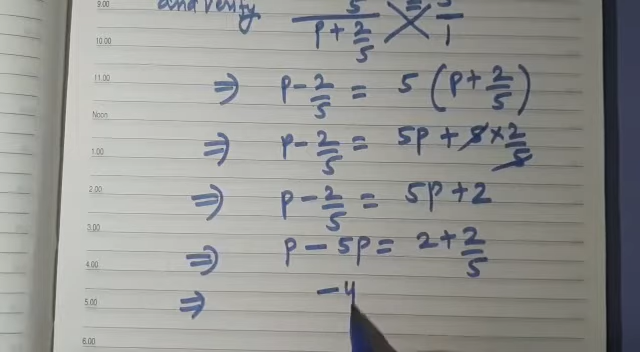 9.00 and verify 5 = 5
10.00 p + 2/5 1
11.00 ⇒ p - 2/5 = 5 (p + 2/5)
Noon
1.00 ⇒ p - 2/5 = 5p + 5 × 2/5
2.00 ⇒ p - 2/5 = 5p + 2
3.00
4.00 ⇒ p - 5p = 2 + 2/5
5.00 ⇒ -4
6.00